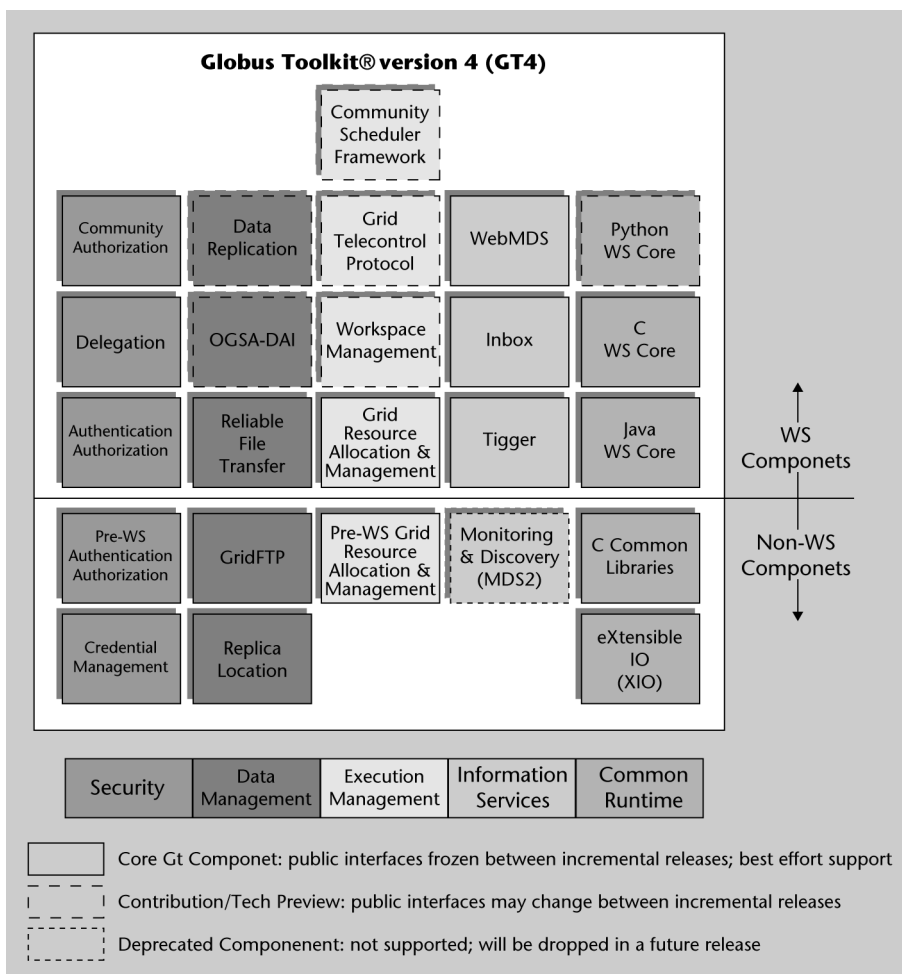 Globus Toolkit® version 4 (GT4)
Community
Scheduler
Framework
Community
Authorization
Data
Replication
Grid
Telecontrol
Protocol
WebMDS
Python
WS Core
Delegation
OGSA-DAI
Workspace
Management
Inbox
C
WS Core
Authentication
Authorization
Reliable
File
Transfer
Grid
Resource
Allocation &
Management
Tigger
Java
WS Core
WS
Componets
Pre-WS
Authentication
Authorization
GridFTP
Pre-WS Grid
Resource
Allocation &
Management
Monitoring
& Discovery
(MDS2)
C Common
Libraries
Non-WS
Componets
Credential
Management
Replica
Location
eXtensible
IO
(XIO)
Security
Data
Management
Execution
Management
Information
Services
Common
Runtime
Core Gt Componet: public interfaces frozen between incremental releases; best effort support
Contribution/Tech Preview: public interfaces may change between incremental releases
Deprecated Componenent: not supported; will be dropped in a future release